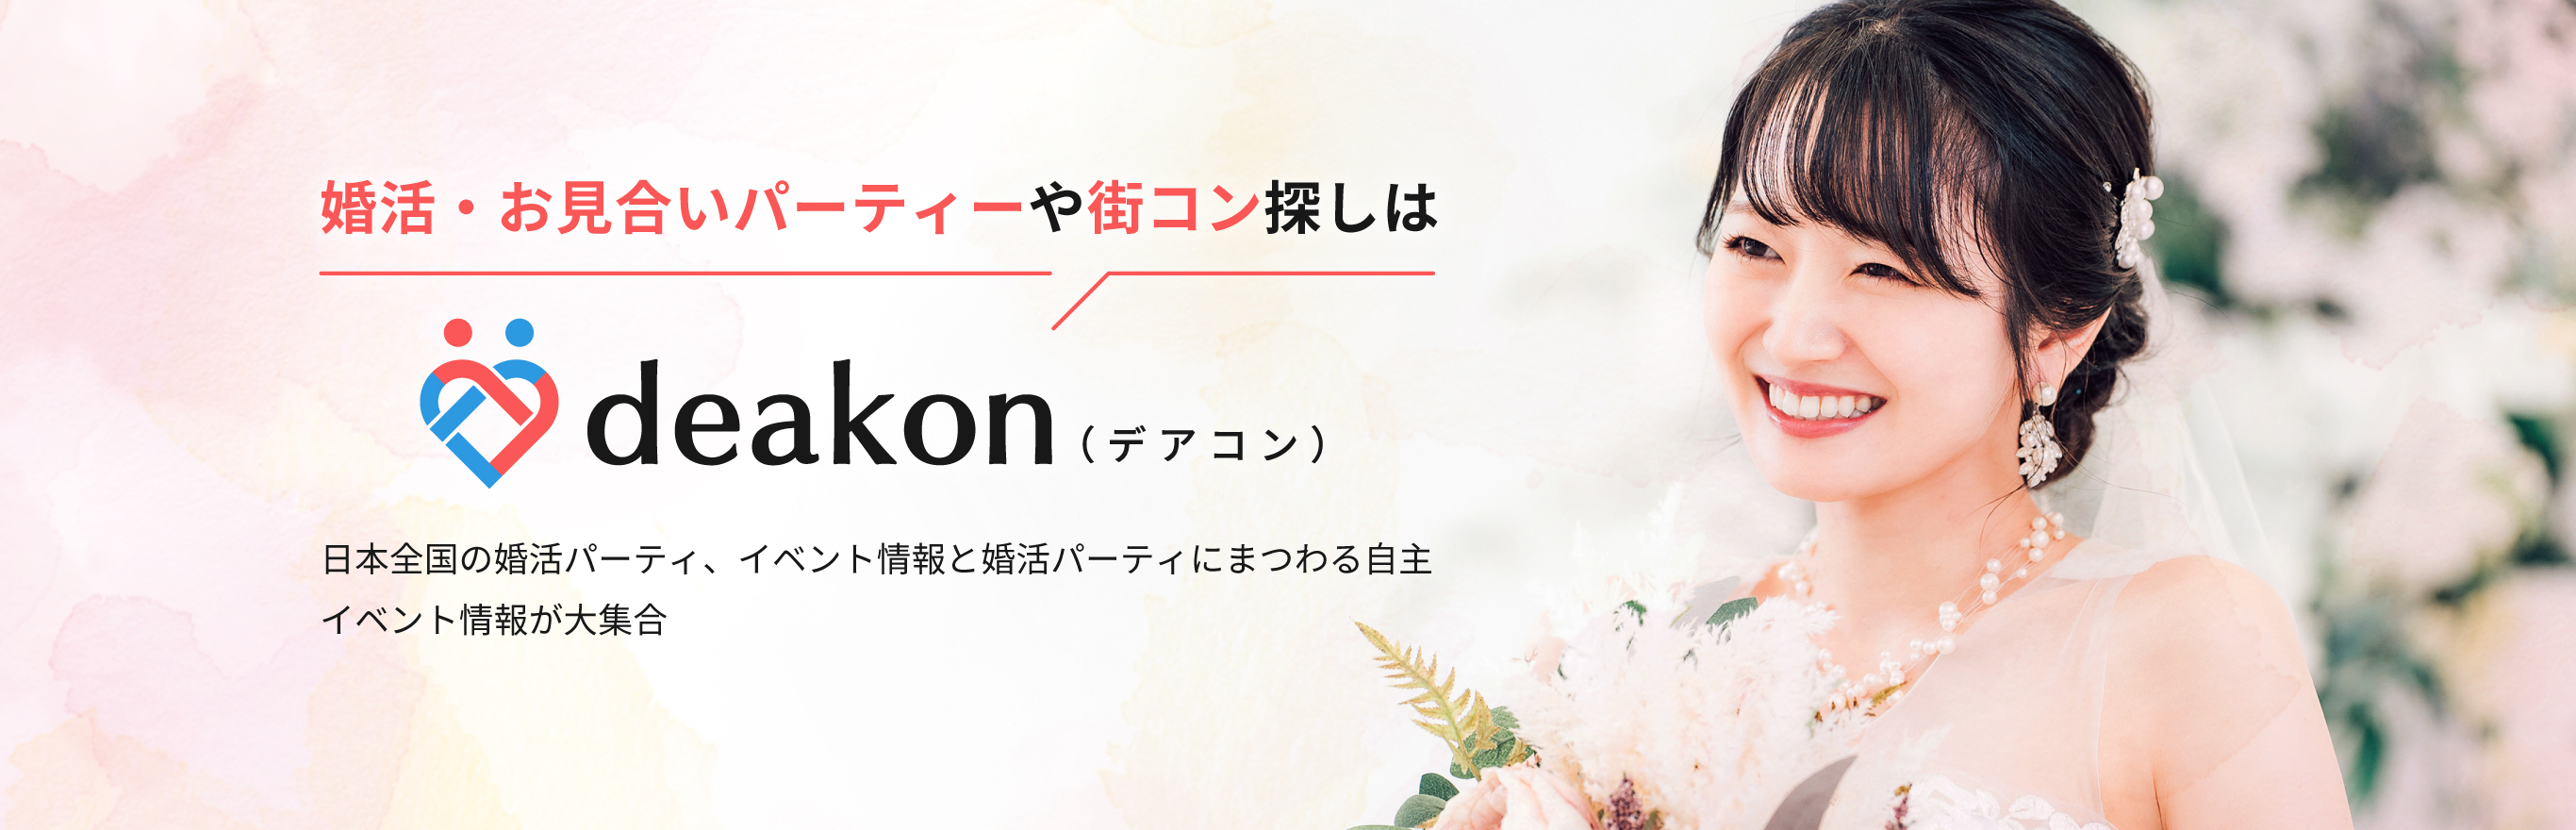 婚活・お見合いパーティーや街コン探しは
deakon（デアコン）
日本全国の婚活パーティ、イベント情報と婚活パーティにまつわる自主
イベント情報が大集合